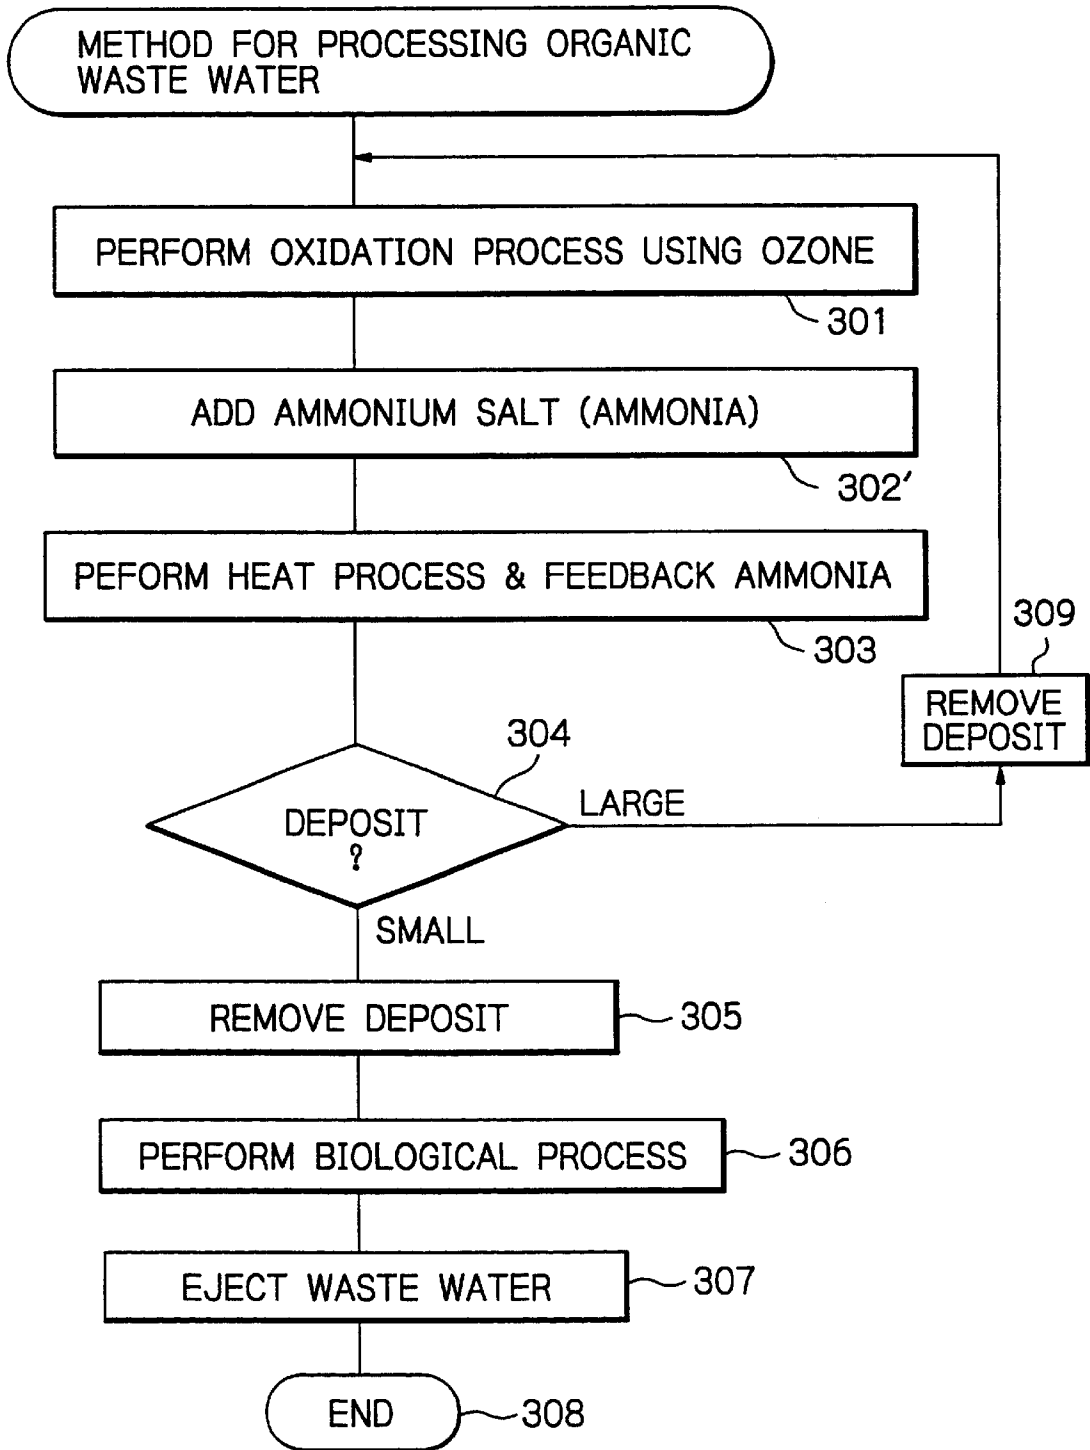 METHOD FOR PROCESSING ORGANIC
WASTE WATER
PERFORM OXIDATION PROCESS USING OZONE
301
ADD AMMONIUM SALT (AMMONIA)
302′
PEFORM HEAT PROCESS & FEEDBACK AMMONIA
303
309
REMOVE
DEPOSIT
304
DEPOSIT
?
LARGE
SMALL
REMOVE DEPOSIT
305
PERFORM BIOLOGICAL PROCESS
306
EJECT WASTE WATER
307
END
308